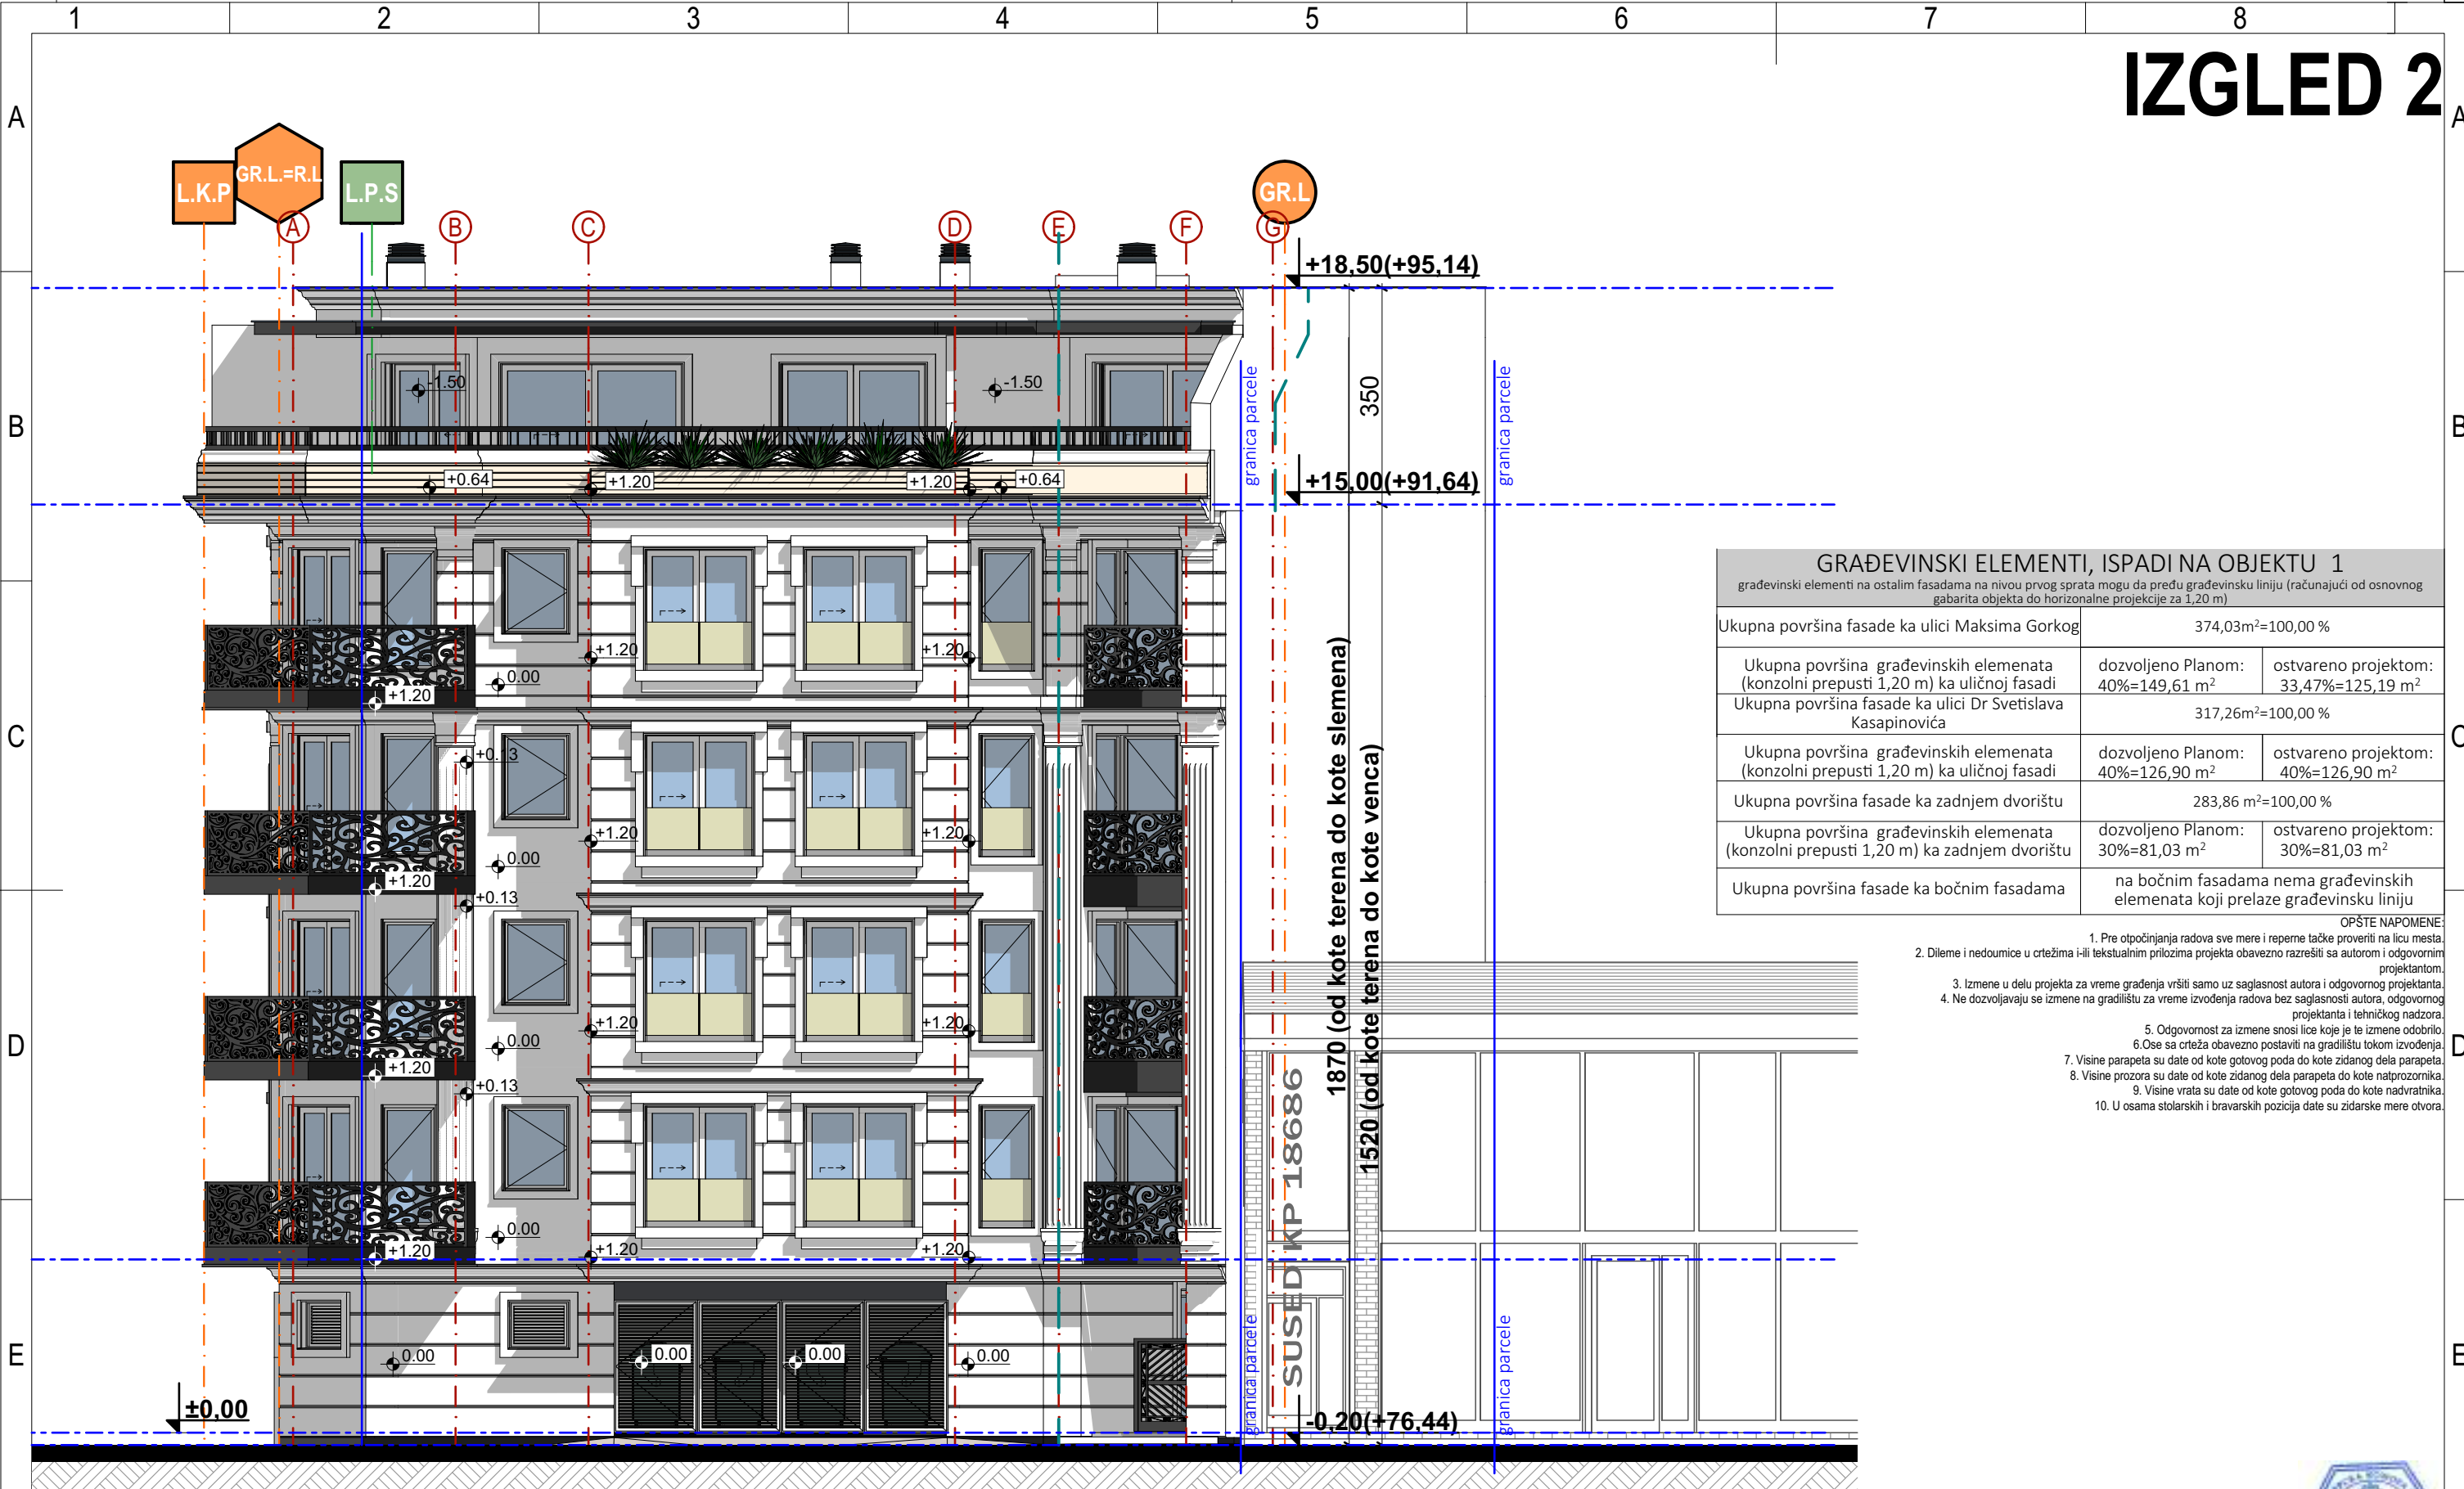 1 2 3 4 5 6 7 8
IZGLED 2
A A
L.K.P GR.L.=R.L L.P.S GR.L
A B C D E F G
+18,50(+95,14)
-1.50 -1.50
350
granica parcele granica parcele
B B
+0.64 +1.20 +1.20 +0.64
+15,00(+91,64)
GRAĐEVINSKI ELEMENTI, ISPADI NA OBJEKTU 1
građevinski elementi na ostalim fasadama na nivou prvog sprata mogu da pređu građevinsku liniju (računajući od osnovnog
gabarita objekta do horizonalne projekcije za 1,20 m)
Ukupna površina fasade ka ulici Maksima Gorkog 374,03m²=100,00 %
Ukupna površina građevinskih elemenata dozvoljeno Planom: ostvareno projektom:
(konzolni prepusti 1,20 m) ka uličnoj fasadi 40%=149,61 m² 33,47%=125,19 m²
Ukupna površina fasade ka ulici Dr Svetislava
Kasapinovića 317,26m²=100,00 %
Ukupna površina građevinskih elemenata dozvoljeno Planom: ostvareno projektom:
(konzolni prepusti 1,20 m) ka uličnoj fasadi 40%=126,90 m² 40%=126,90 m²
Ukupna površina fasade ka zadnjem dvorištu 283,86 m²=100,00 %
Ukupna površina građevinskih elemenata dozvoljeno Planom: ostvareno projektom:
(konzolni prepusti 1,20 m) ka zadnjem dvorištu 30%=81,03 m² 30%=81,03 m²
Ukupna površina fasade ka bočnim fasadama na bočnim fasadama nema građevinskih
elemenata koji prelaze građevinsku liniju
OPŠTE NAPOMENE:
1. Pre otpočinjanja radova sve mere i reperne tačke proveriti na licu mesta.
2. Dileme i nedoumice u crtežima i-ili tekstualnim prilozima projekta obavezno razrešiti sa autorom i odgovornim
projektantom.
3. Izmene u delu projekta za vreme građenja vršiti samo uz saglasnost autora i odgovornog projektanta.
4. Ne dozvoljavaju se izmene na gradilištu za vreme izvođenja radova bez saglasnosti autora, odgovornog
projektanta i tehničkog nadzora.
5. Odgovornost za izmene snosi lice koje je te izmene odobrilo.
6.Ose sa crteža obavezno postaviti na gradilištu tokom izvođenja.
7. Visine parapeta su date od kote gotovog poda do kote zidanog dela parapeta.
8. Visine prozora su date od kote zidanog dela parapeta do kote natprozornika.
9. Visine vrata su date od kote gotovog poda do kote nadvratnika.
10. U osama stolarskih i bravarskih pozicija date su zidarske mere otvora.
1870 (od kote terena do kote slemena)
1520 (od kote terena do kote venca)
SUSED KP 18686
+1.20 +1.20
0.00
+1.20
C C
+0.13
+1.20 +1.20
0.00
+1.20
+0.13
+1.20 +1.20
D D
0.00
+1.20
+0.13
0.00
+1.20 +1.20 +1.20
E E
0.00 0.00 0.00 0.00
granica parcele granica parcele
±0,00
-0,20(+76,44)